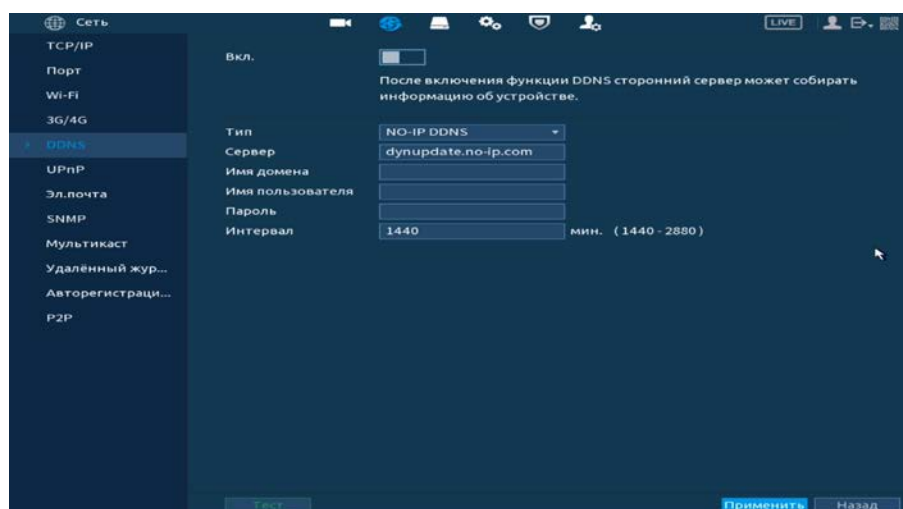 Сеть
LIVE
TCP/IP
Порт
Wi-Fi
3G/4G
DDNS
UPnP
Эл.почта
SNMP
Мультикаст
Удалённый жур...
Авторегистраци...
P2P
Вкл.
После включения функции DDNS сторонний сервер может собирать
информацию об устройстве.
Тип NO-IP DDNS
Сервер dynupdate.no-ip.com
Имя домена
Имя пользователя
Пароль
Интервал 1440 мин. (1440 - 2880)
Тест
Применить
Назад